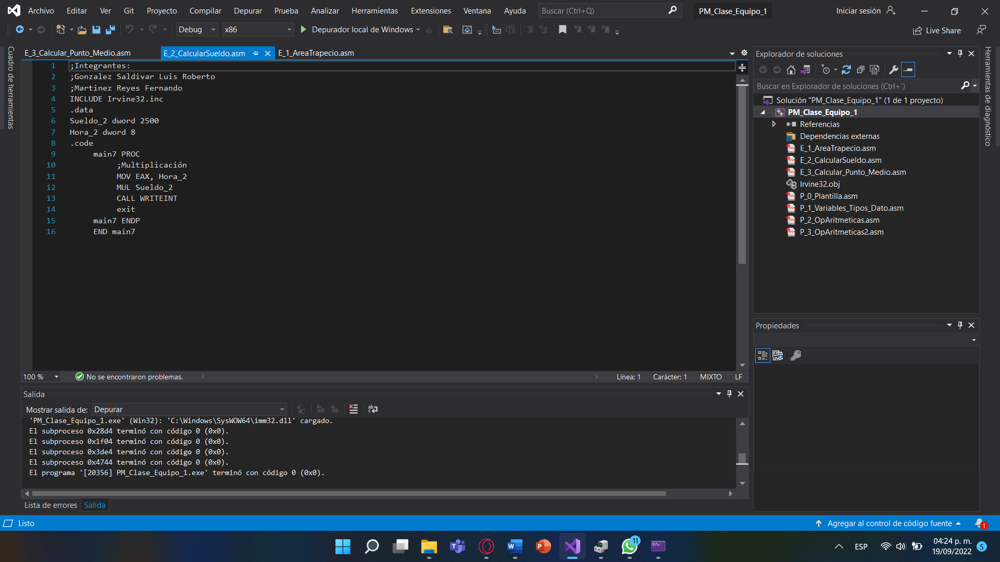 Archivo Editar Ver Git Proyecto Compilar Depurar Prueba Analizar Herramientas Extensiones Ventana Ayuda Buscar (Ctrl+Q) PM_Clase_Equipo_1 Iniciar sesión
Debug x86 Depurador local de Windows Live Share
Cuadro de herramientas
E_3_Calcular_Punto_Medio.asm E_2_CalcularSueldo.asm E_1_AreaTrapecio.asm
1 ;Integrantes:
2 ;Gonzalez Saldivar Luis Roberto
3 ;Martinez Reyes Fernando
4 INCLUDE Irvine32.inc
5 .data
6 Sueldo_2 dword 2500
7 Hora_2 dword 8
8 .code
9 main7 PROC
10 ;Multiplicación
11 MOV EAX, Hora_2
12 MUL Sueldo_2
13 CALL WRITEINT
14 exit
15 main7 ENDP
16 END main7
100 % No se encontraron problemas. Línea: 1 Carácter: 1 MIXTO LF
Salida
Mostrar salida de: Depurar
'PM_Clase_Equipo_1.exe' (Win32): 'C:\Windows\SysWOW64\imm32.dll' cargado.
El subproceso 0x28d4 terminó con código 0 (0x0).
El subproceso 0x1f04 terminó con código 0 (0x0).
El subproceso 0x3de4 terminó con código 0 (0x0).
El subproceso 0x4744 terminó con código 0 (0x0).
El programa '[20356] PM_Clase_Equipo_1.exe' terminó con código 0 (0x0).
Lista de errores Salida
Explorador de soluciones
Buscar en Explorador de soluciones (Ctrl+´)
Solución "PM_Clase_Equipo_1" (1 de 1 proyecto)
PM_Clase_Equipo_1
Referencias
Dependencias externas
E_1_AreaTrapecio.asm
E_2_CalcularSueldo.asm
E_3_Calcular_Punto_Medio.asm
Irvine32.obj
P_0_Plantilla.asm
P_1_Variables_Tipos_Dato.asm
P_2_OpAritmeticas.asm
P_3_OpAritmeticas2.asm
Propiedades
Herramientas de diagnóstico
Listo Agregar al control de código fuente 1
11 ESP 04:24 p. m. 5
19/09/2022